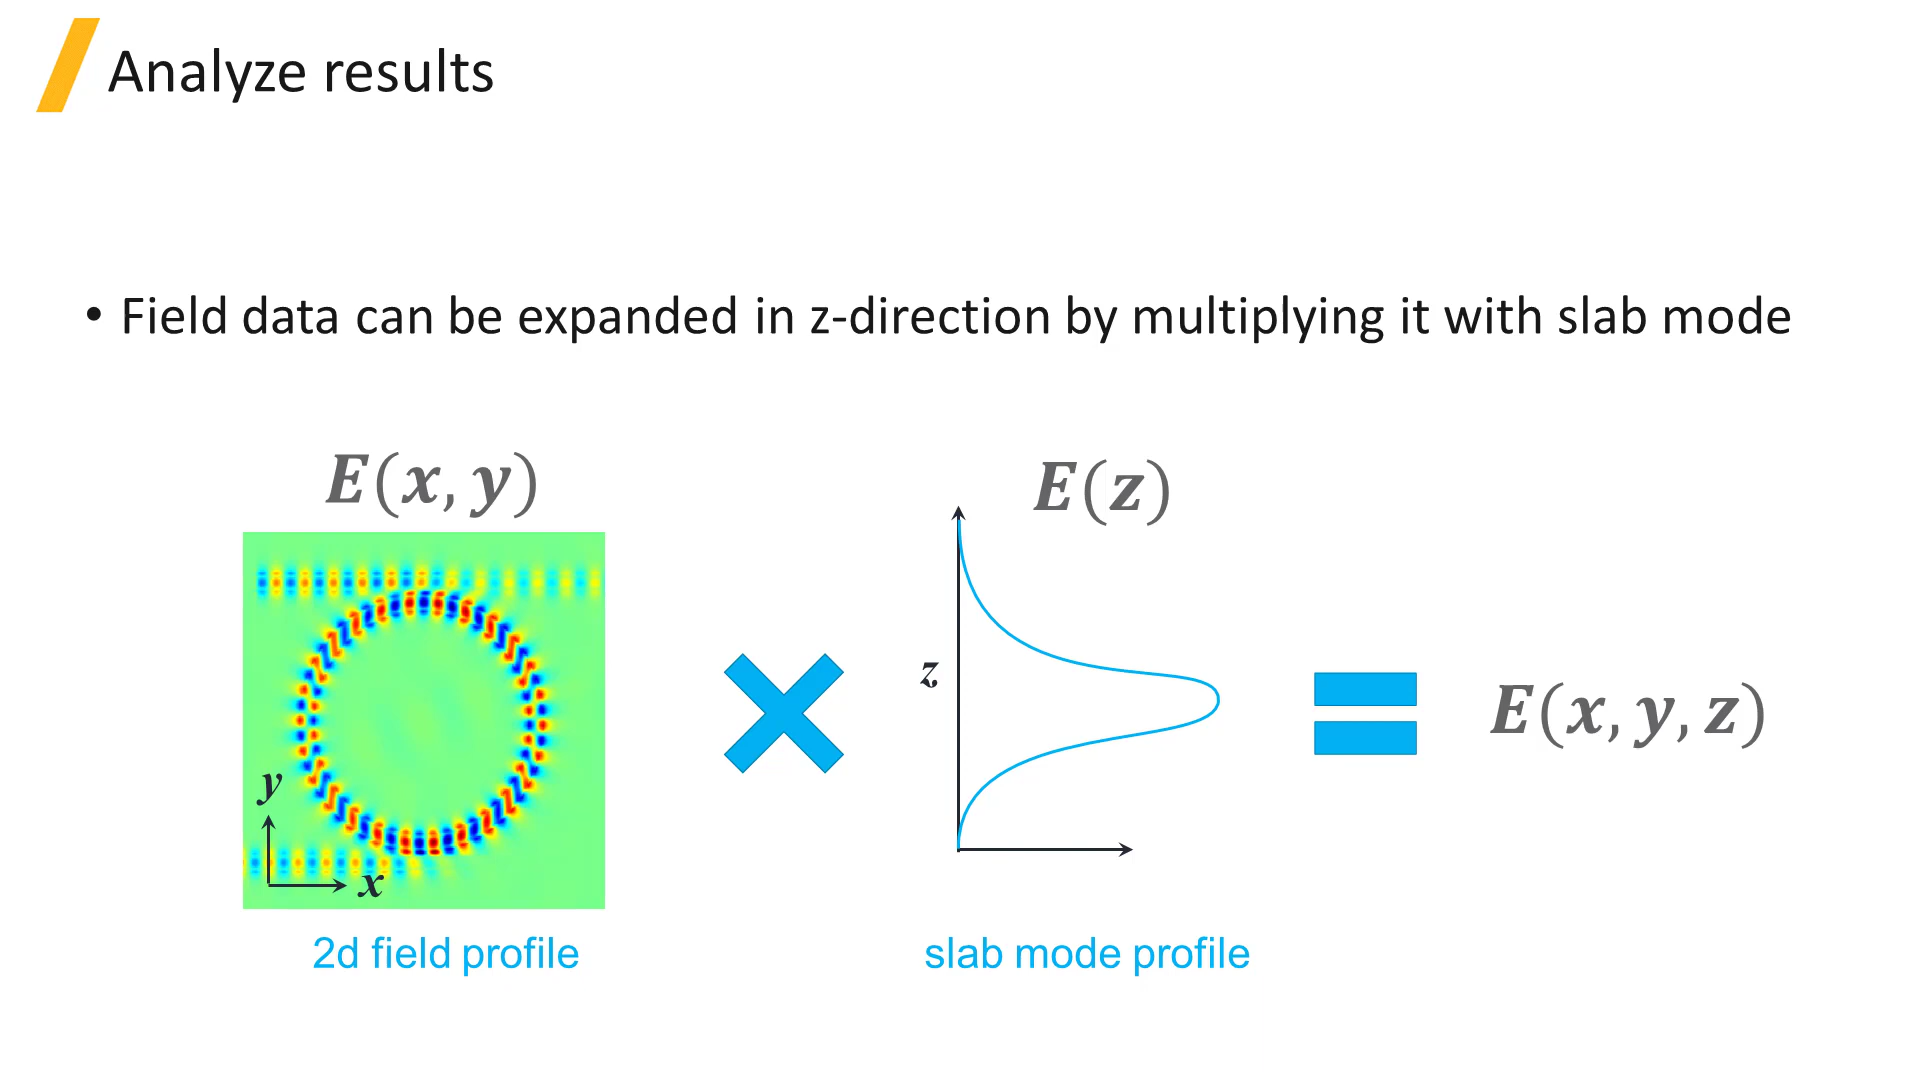 Analyze results
• Field data can be expanded in z-direction by multiplying it with slab mode
E(x, y)
E(z)
z
E(x, y, z)
y
x
2d field profile
slab mode profile